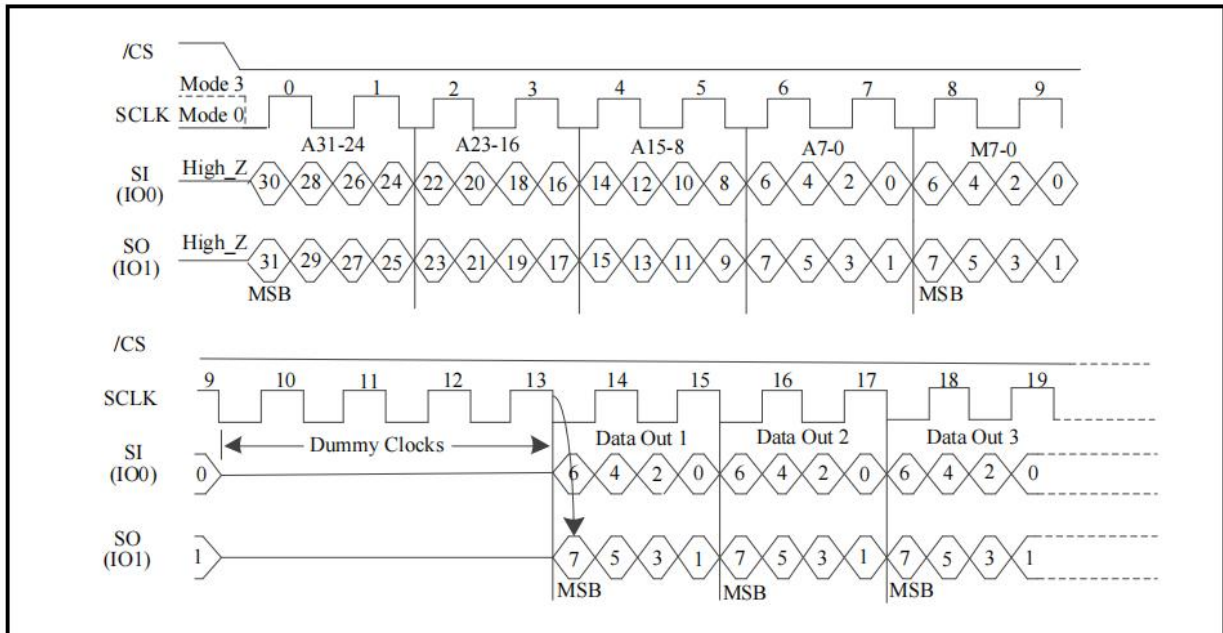 /CS
Mode 3 0 1 2 3 4 5 6 7 8 9
SCLK Mode 0
A31-24 A23-16 A15-8 A7-0 M7-0
SI High_Z 30 28 26 24 22 20 18 16 14 12 10 8 6 4 2 0 6 4 2 0
(IO0)
SO High_Z 31 29 27 25 23 21 19 17 15 13 11 9 7 5 3 1 7 5 3 1
(IO1)
MSB MSB
/CS
9 10 11 12 13 14 15 16 17 18 19
SCLK
Dummy Clocks Data Out 1 Data Out 2 Data Out 3
SI
(IO0) 0 6 4 2 0 6 4 2 0 6 4 2 0
SO
(IO1) 1 7 5 3 1 7 5 3 1 7 5 3 1
MSB MSB MSB